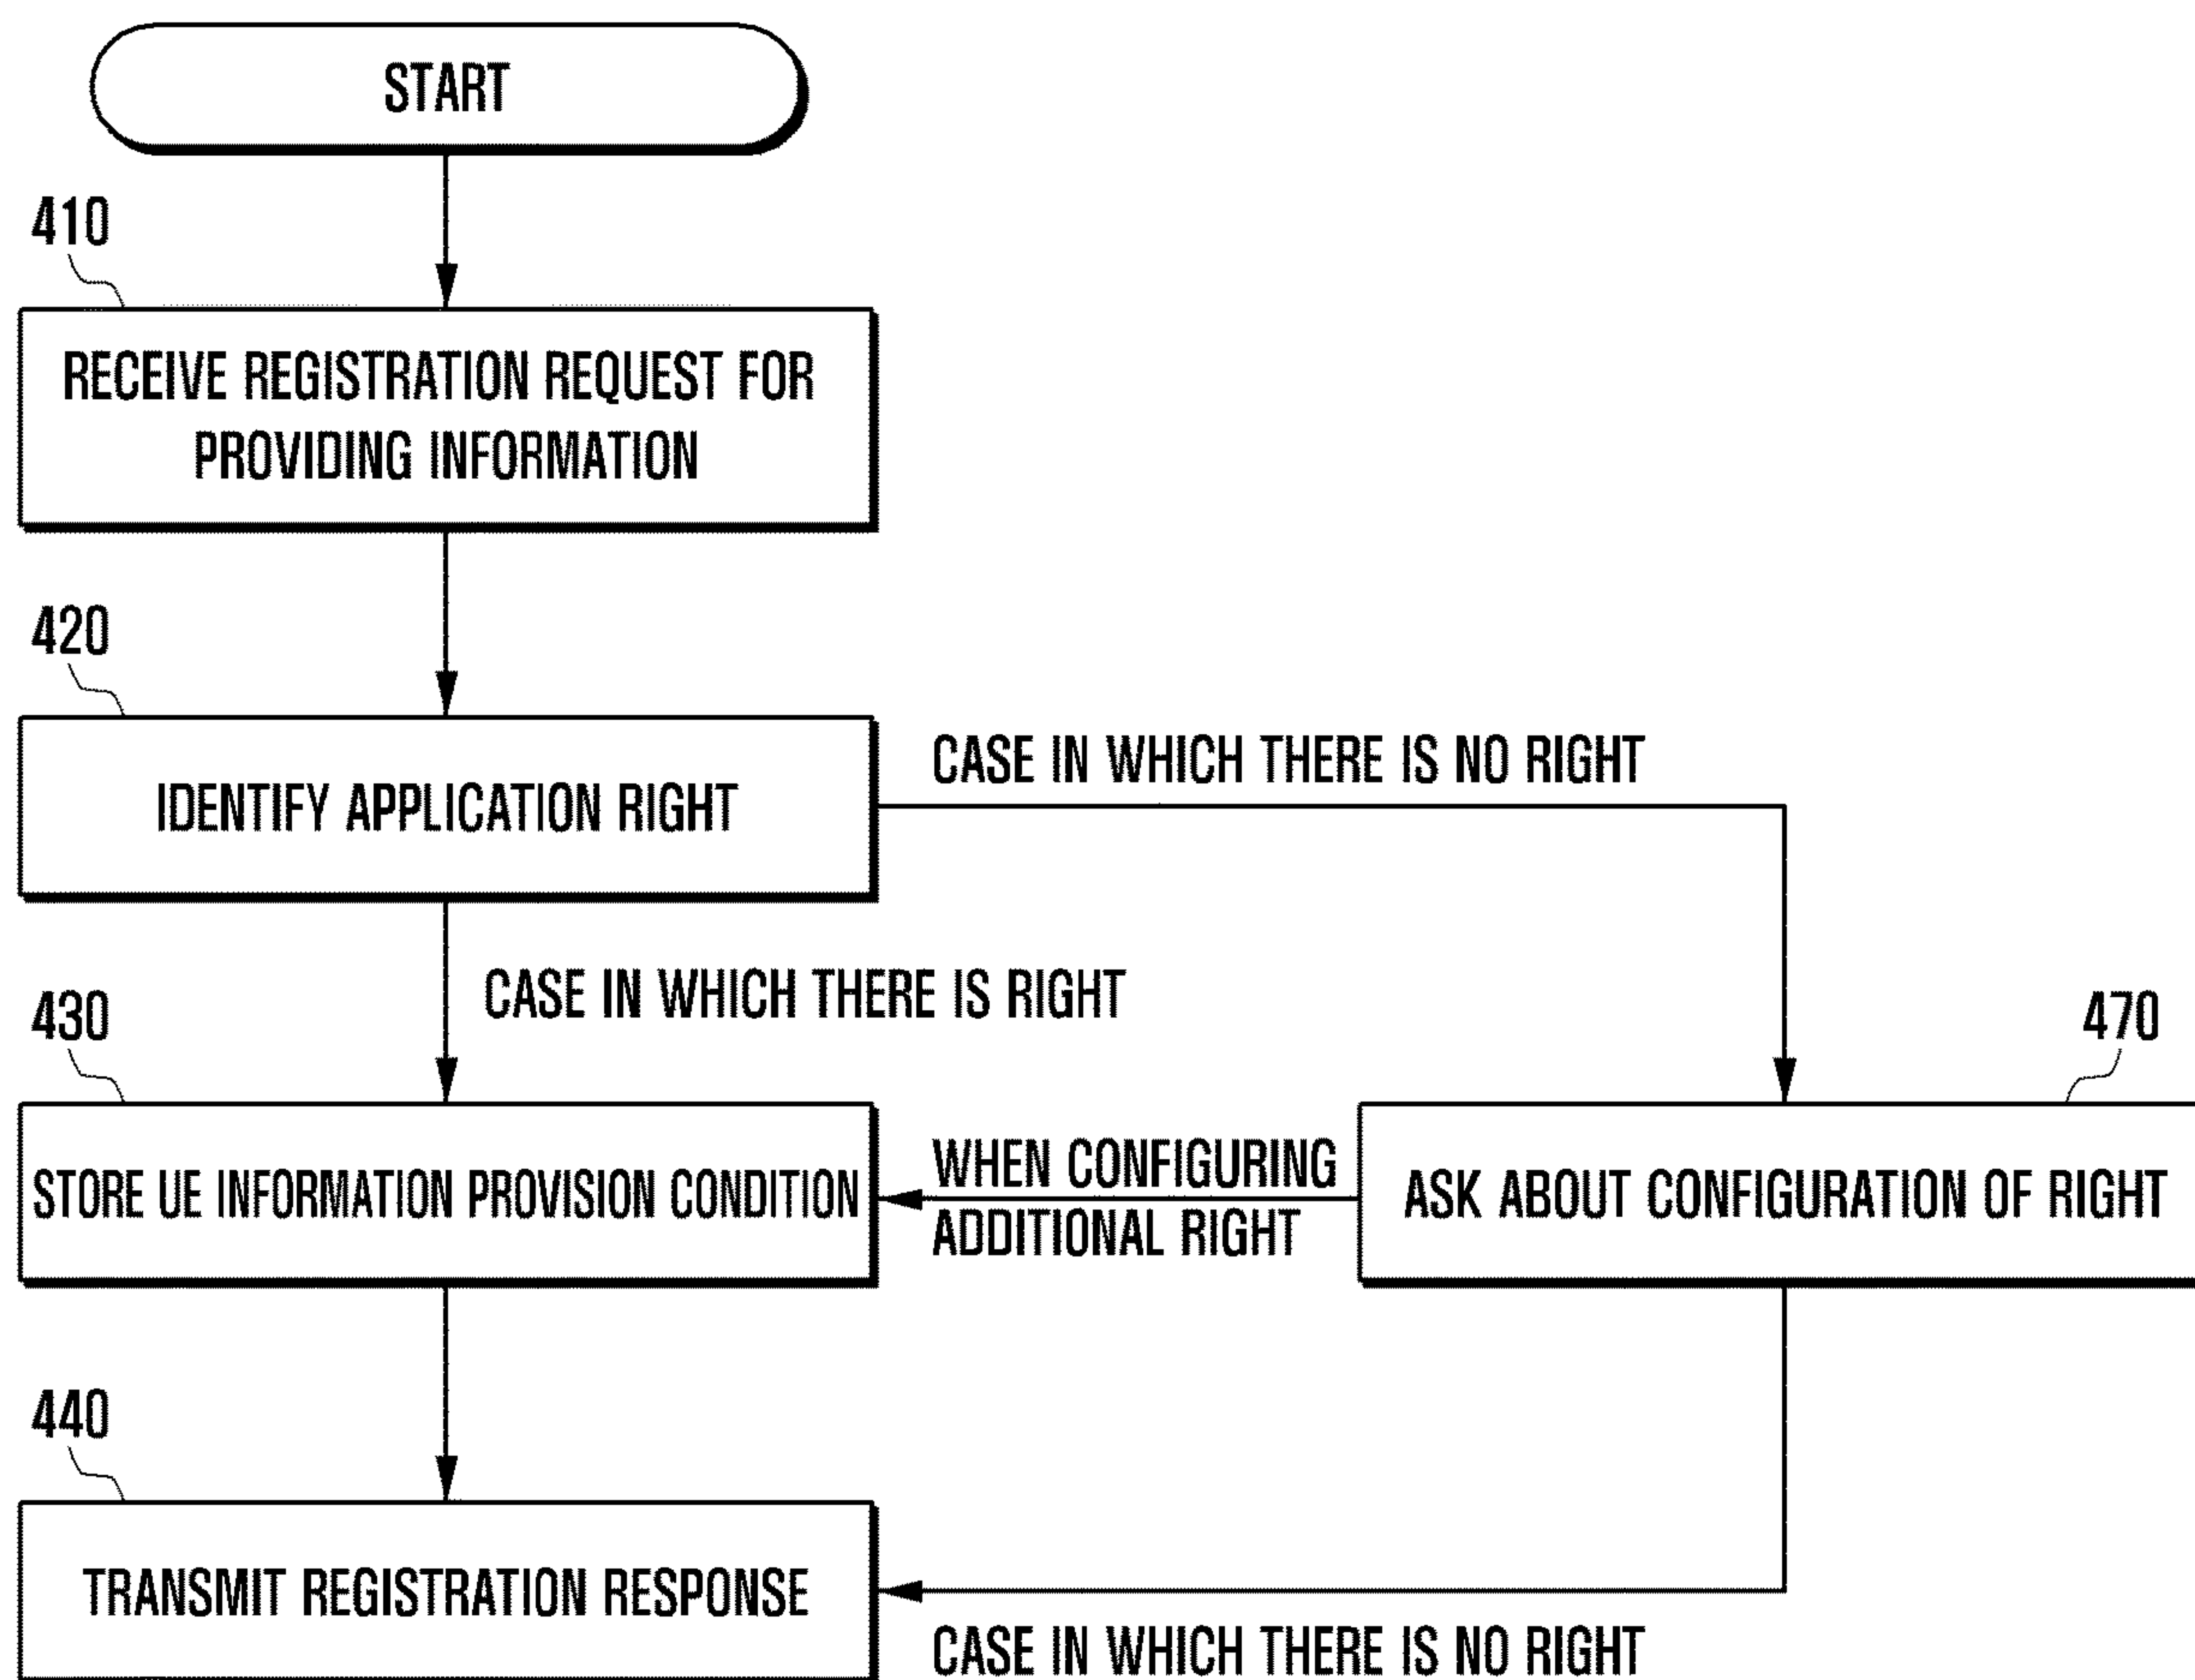 START
410
RECEIVE REGISTRATION REQUEST FOR
PROVIDING INFORMATION
420
IDENTIFY APPLICATION RIGHT
CASE IN WHICH THERE IS NO RIGHT
CASE IN WHICH THERE IS RIGHT
430
STORE UE INFORMATION PROVISION CONDITION
WHEN CONFIGURING
ADDITIONAL RIGHT
470
ASK ABOUT CONFIGURATION OF RIGHT
440
TRANSMIT REGISTRATION RESPONSE
CASE IN WHICH THERE IS NO RIGHT